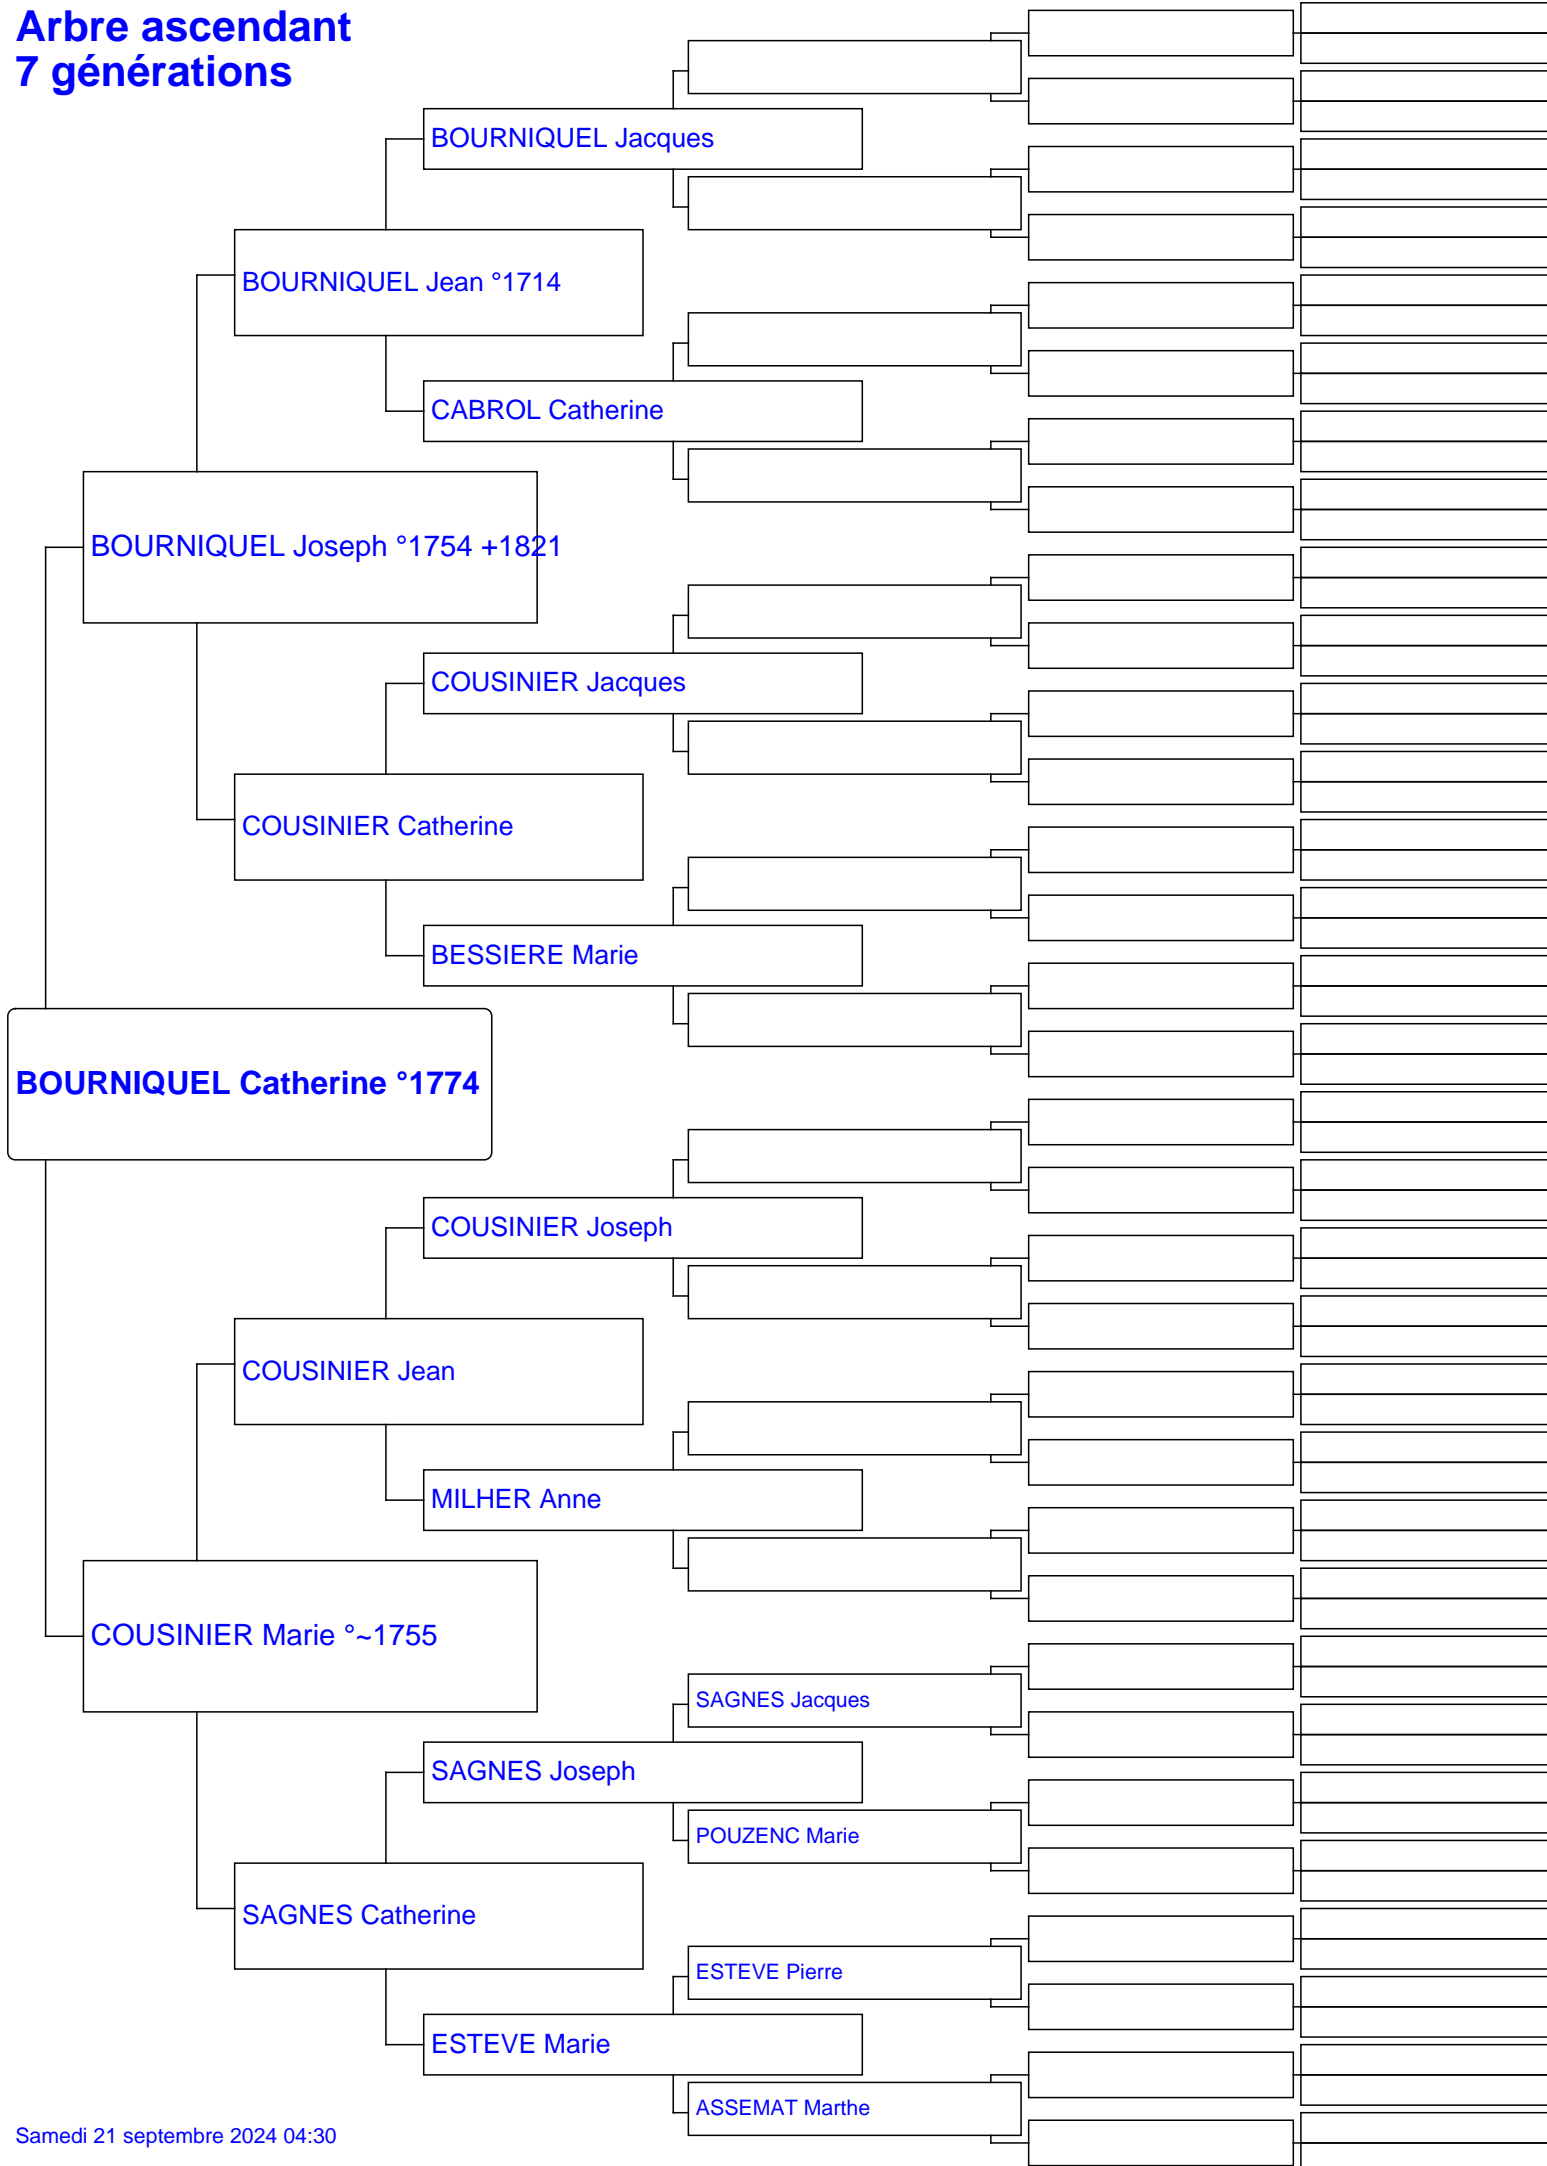 Arbre ascendant
7 générations
BOURNIQUEL Jacques
BOURNIQUEL Jean °1714
CABROL Catherine
BOURNIQUEL Joseph °1754 +1821
COUSINIER Jacques
COUSINIER Catherine
BESSIERE Marie
BOURNIQUEL Catherine °1774
COUSINIER Joseph
COUSINIER Jean
MILHER Anne
COUSINIER Marie °~1755
SAGNES Jacques
SAGNES Joseph
POUZENC Marie
SAGNES Catherine
ESTEVE Pierre
ESTEVE Marie
ASSEMAT Marthe
Samedi 21 septembre 2024 04:30